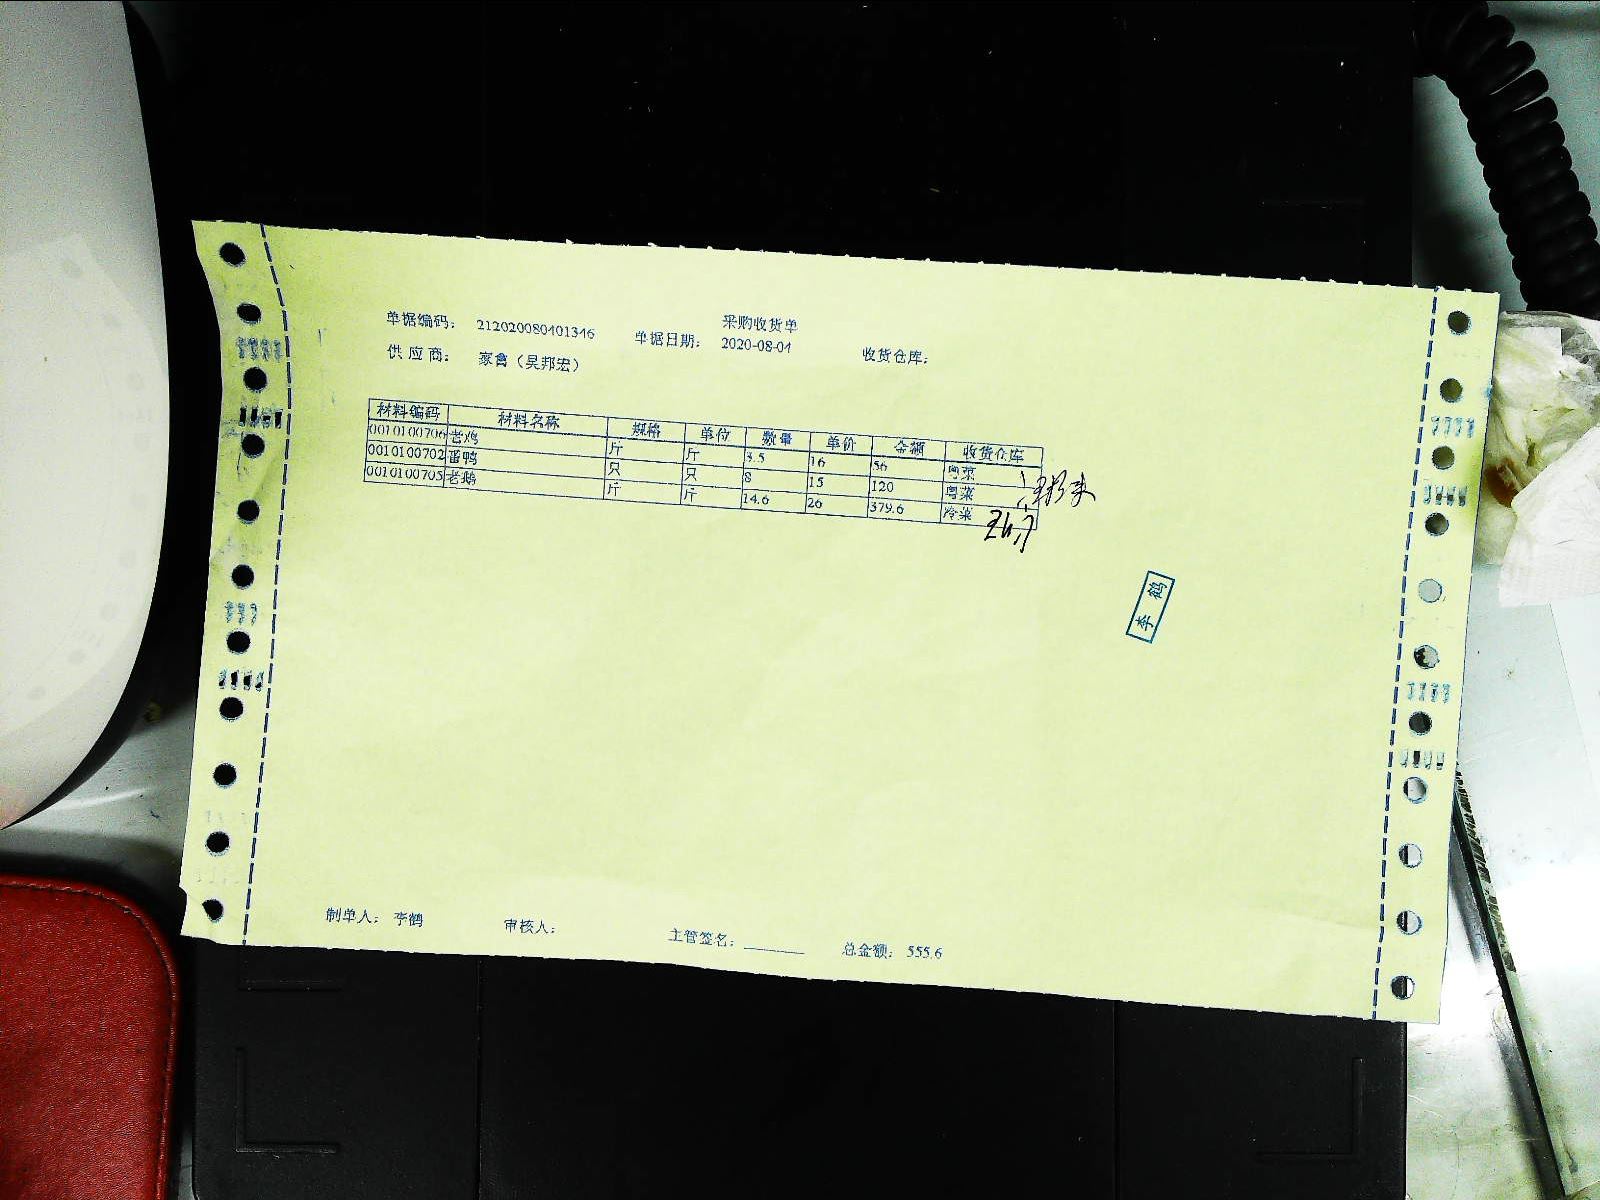 采购收货单
单据编码: 212020080401346 单据日期: 2020-08-04 收货仓库:
供 应 商: 家禽（吴邦宏）
材料编码 材料名称 规格 单位 数量 单价 金额 收货仓库
0010100706 老鸡 斤 斤 3.5 16 56 粤菜
0010100702 番鸭 只 只 8 15 120 粤菜
0010100705 老鹅 斤 斤 14.6 26 379.6 冷菜
李鹤
制单人: 李鹤 审核人: 主管签名: 总金额: 555.6